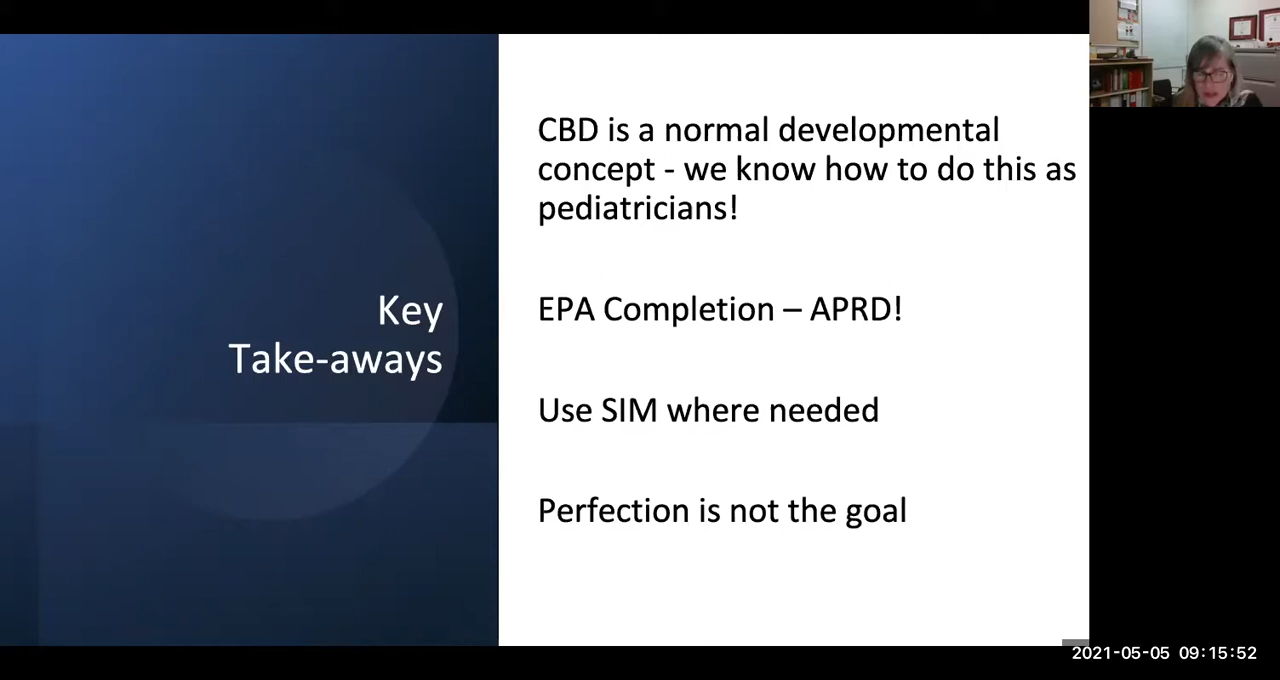 Key
Take-aways
CBD is a normal developmental
concept - we know how to do this as
pediatricians!
EPA Completion – APRD!
Use SIM where needed
Perfection is not the goal
2021-05-05 09:15:52